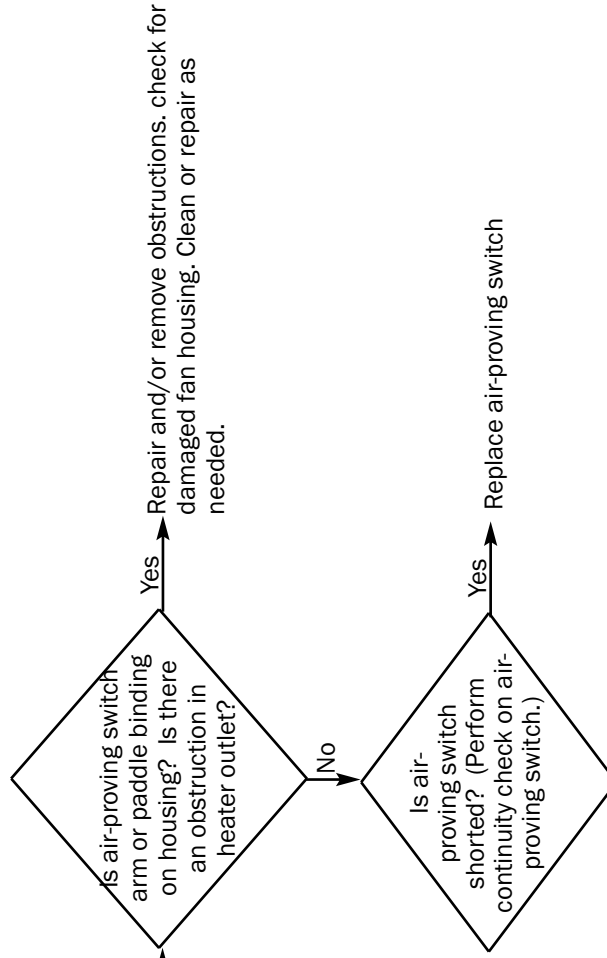 Is air-proving switch
arm or paddle binding
on housing? Is there
an obstruction in
heater outlet?
Yes
Repair and/or remove obstructions. check for
damaged fan housing. Clean or repair as
needed.
No
Is air-
proving switch
shorted? (Perform
continuity check on air-
proving switch.)
Yes
Replace air-proving switch